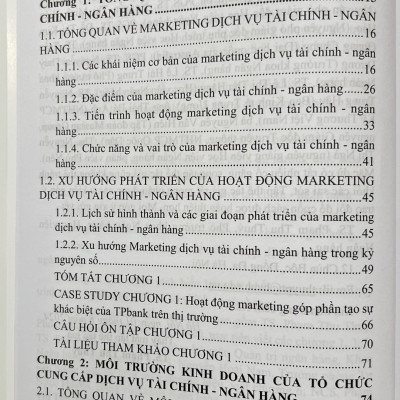 Chương 1: TỔNG
CHÍNH - NGÂN HÀNG
1.1. TỔNG QUAN VỀ MARKETING DỊCH VỤ TÀI CHÍNH - NGÂN
HÀNG 16
1.1.1. Các khái niệm cơ bản của marketing dịch vụ tài chính - ngân
hàng 16
1.1.2. Đặc điểm của marketing dịch vụ tài chính - ngân hàng 26
1.1.3. Tiến trình hoạt động marketing dịch vụ tài chính - ngân
hàng 33
1.1.4. Chức năng và vai trò của marketing dịch vụ tài chính - ngân
hàng 41
1.2. XU HƯỚNG PHÁT TRIỂN CỦA HOẠT ĐỘNG MARKETING
DỊCH VỤ TÀI CHÍNH - NGÂN HÀNG 45
1.2.1. Lịch sử hình thành và các giai đoạn phát triển của marketing
dịch vụ tài chính - ngân hàng 45
1.2.2. Xu hướng Marketing dịch vụ tài chính - ngân hàng trong kỷ
nguyên số 49
TÓM TẮT CHƯƠNG 1 65
CASE STUDY CHƯƠNG 1: Hoạt động marketing góp phần tạo sự
khác biệt của TPbank trên thị trường 66
CÂU HỎI ÔN TẬP CHƯƠNG 1 70
TÀI LIỆU THAM KHẢO CHƯƠNG 1 71
Chương 2: MÔI TRƯỜNG KINH DOANH CỦA TỔ CHỨC
CUNG CẤP DỊCH VỤ TÀI CHÍNH - NGÂN HÀNG 74
2.1. TỔNG QUAN VỀ MÔI